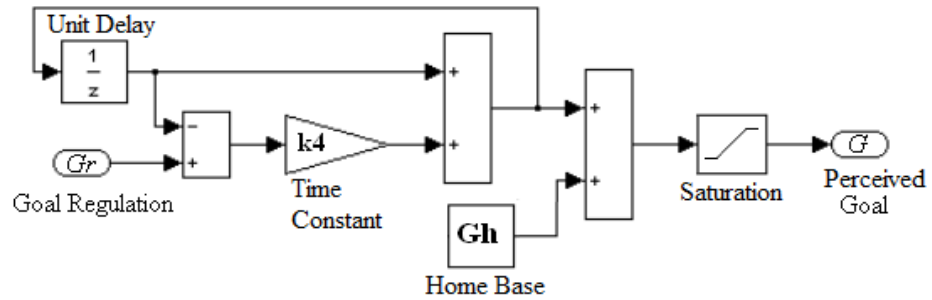 Unit Delay
1
z
+
−
+
k4
+
Gr
Goal Regulation
Time
Constant
+
+
Gh
Home Base
Saturation
G
Perceived
Goal